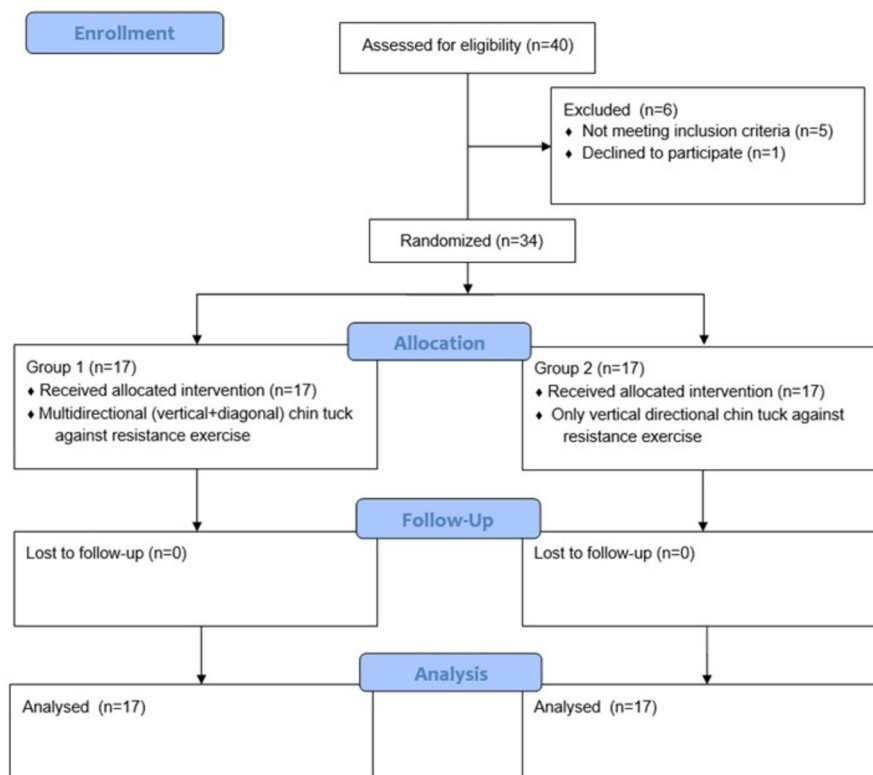 Enrollment
Assessed for eligibility (n=40)
Excluded (n=6)
♦ Not meeting inclusion criteria (n=5)
♦ Declined to participate (n=1)
Randomized (n=34)
Allocation
Group 1 (n=17)
♦ Received allocated intervention (n=17)
♦ Multidirectional (vertical+diagonal) chin tuck
against resistance exercise
Group 2 (n=17)
♦ Received allocated intervention (n=17)
♦ Only vertical directional chin tuck against
resistance exercise
Follow-Up
Lost to follow-up (n=0)
Lost to follow-up (n=0)
Analysis
Analysed (n=17)
Analysed (n=17)